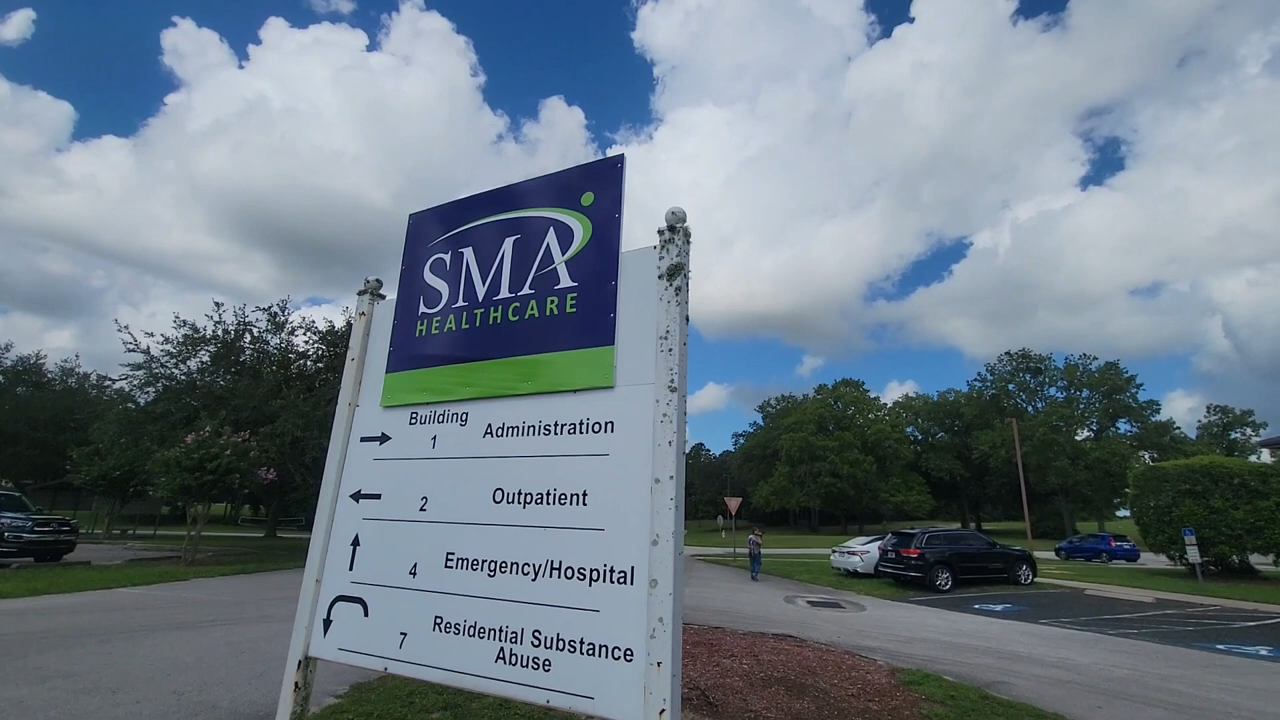 SMA
HEALTHCARE
Building
1 Administration
2 Outpatient
4 Emergency/Hospital
7 Residential Substance
Abuse